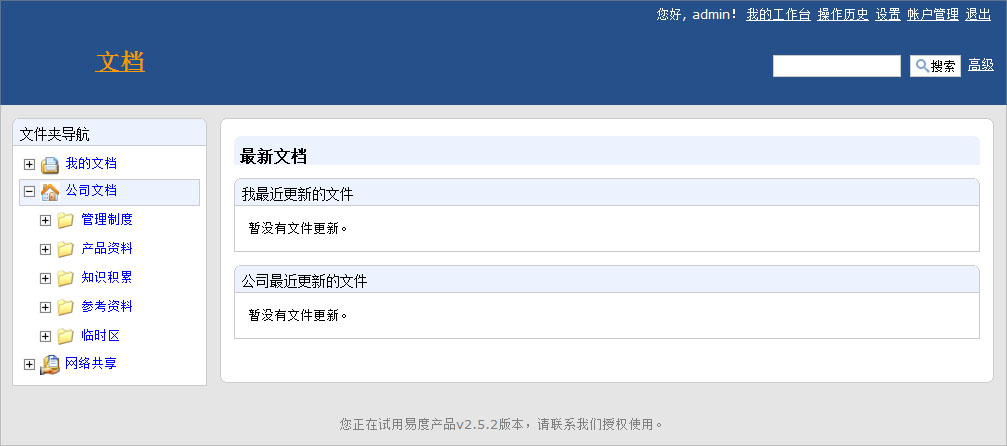 您好, admin! 我的工作台 操作历史 设置 帐户管理 退出
文档
搜索 高级
文件夹导航
我的文档
公司文档
管理制度
产品资料
知识积累
参考资料
临时区
网络共享
最新文档
我最近更新的文件
暂没有文件更新。
公司最近更新的文件
暂没有文件更新。
您正在试用易度产品v2.5.2版本，请联系我们授权使用。